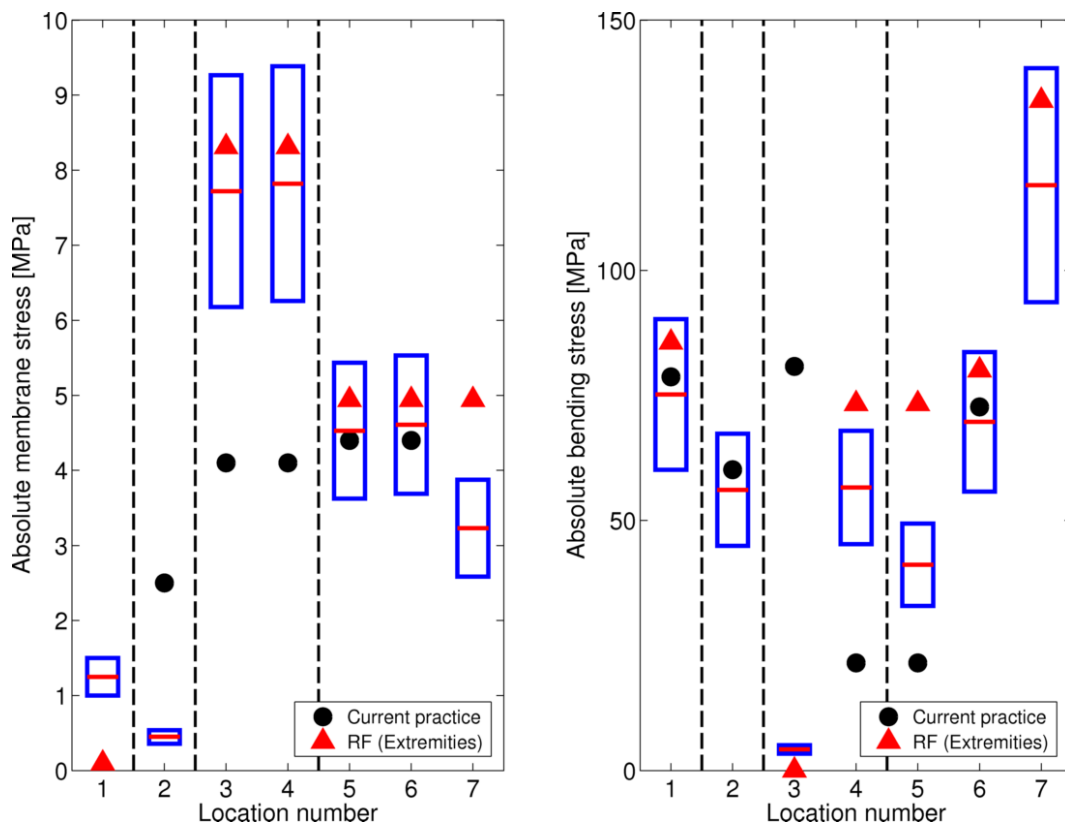 10
9
8
7
6
5
4
3
2
1
0
Absolute membrane stress [MPa]
Current practice
RF (Extremities)
1 2 3 4 5 6 7
Location number
150
100
50
0
Absolute bending stress [MPa]
Current practice
RF (Extremities)
1 2 3 4 5 6 7
Location number